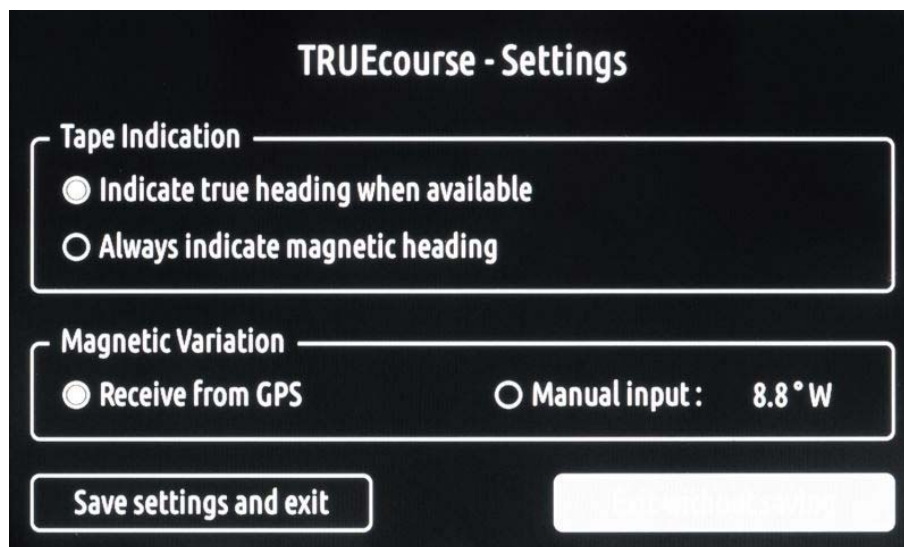 TRUEcourse - Settings
Tape Indication
Indicate true heading when available
Always indicate magnetic heading
Magnetic Variation
Receive from GPS
Manual input : 8.8° W
Save settings and exit